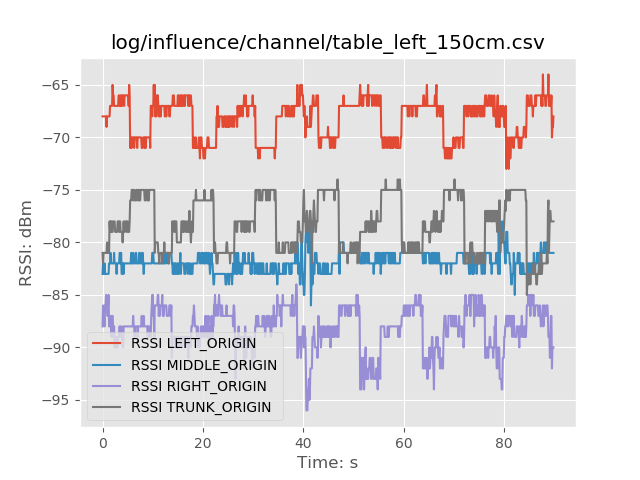 log/influence/channel/table_left_150cm.csv
RSSI: dBm
−65
−70
−75
−80
−85
−90
−95
RSSI LEFT_ORIGIN
RSSI MIDDLE_ORIGIN
RSSI RIGHT_ORIGIN
RSSI TRUNK_ORIGIN
0
20
40
60
80
Time: s